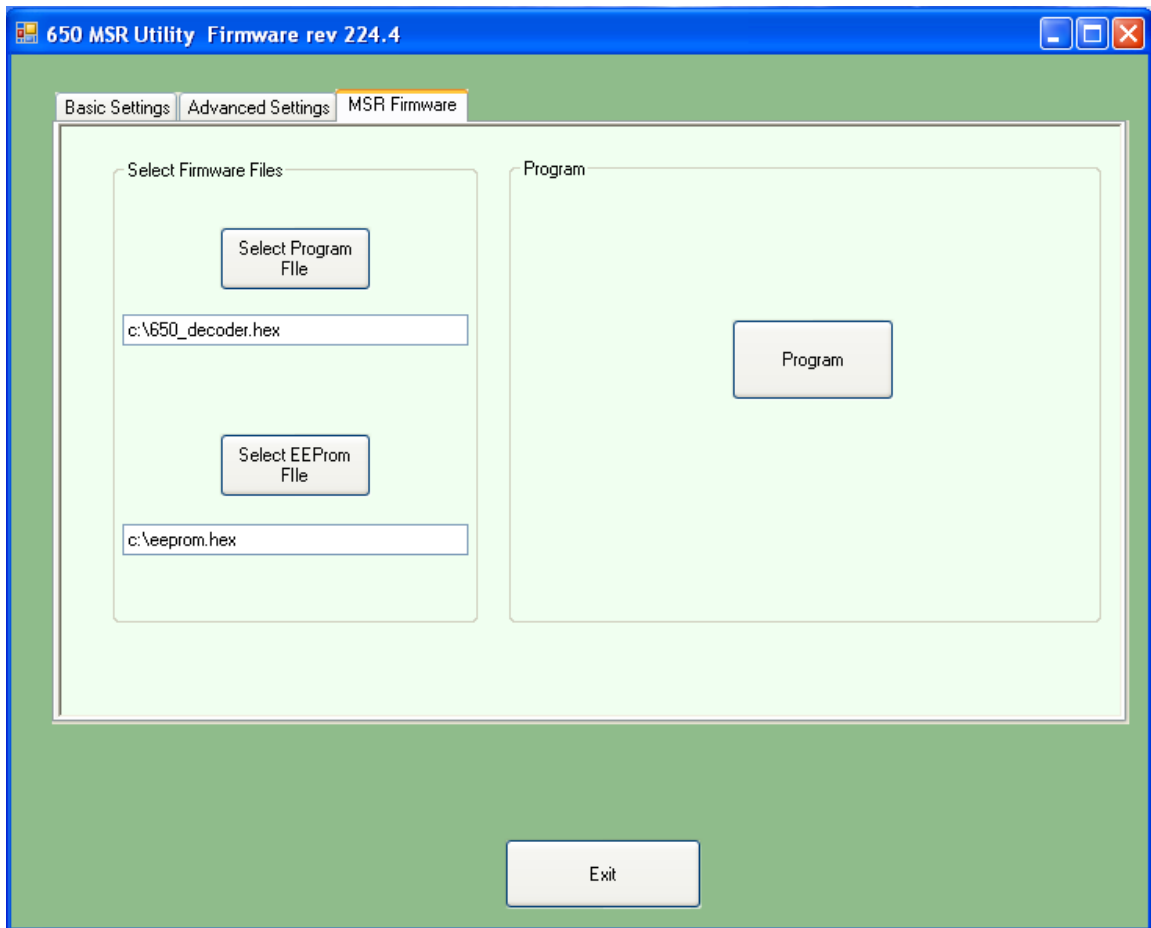 650 MSR Utility  Firmware rev 224.4
Basic Settings
Advanced Settings
MSR Firmware
Select Firmware Files
Select Program
FIle
c:\650_decoder.hex
Select EEProm
FIle
c:\eeprom.hex
Program
Program
Exit